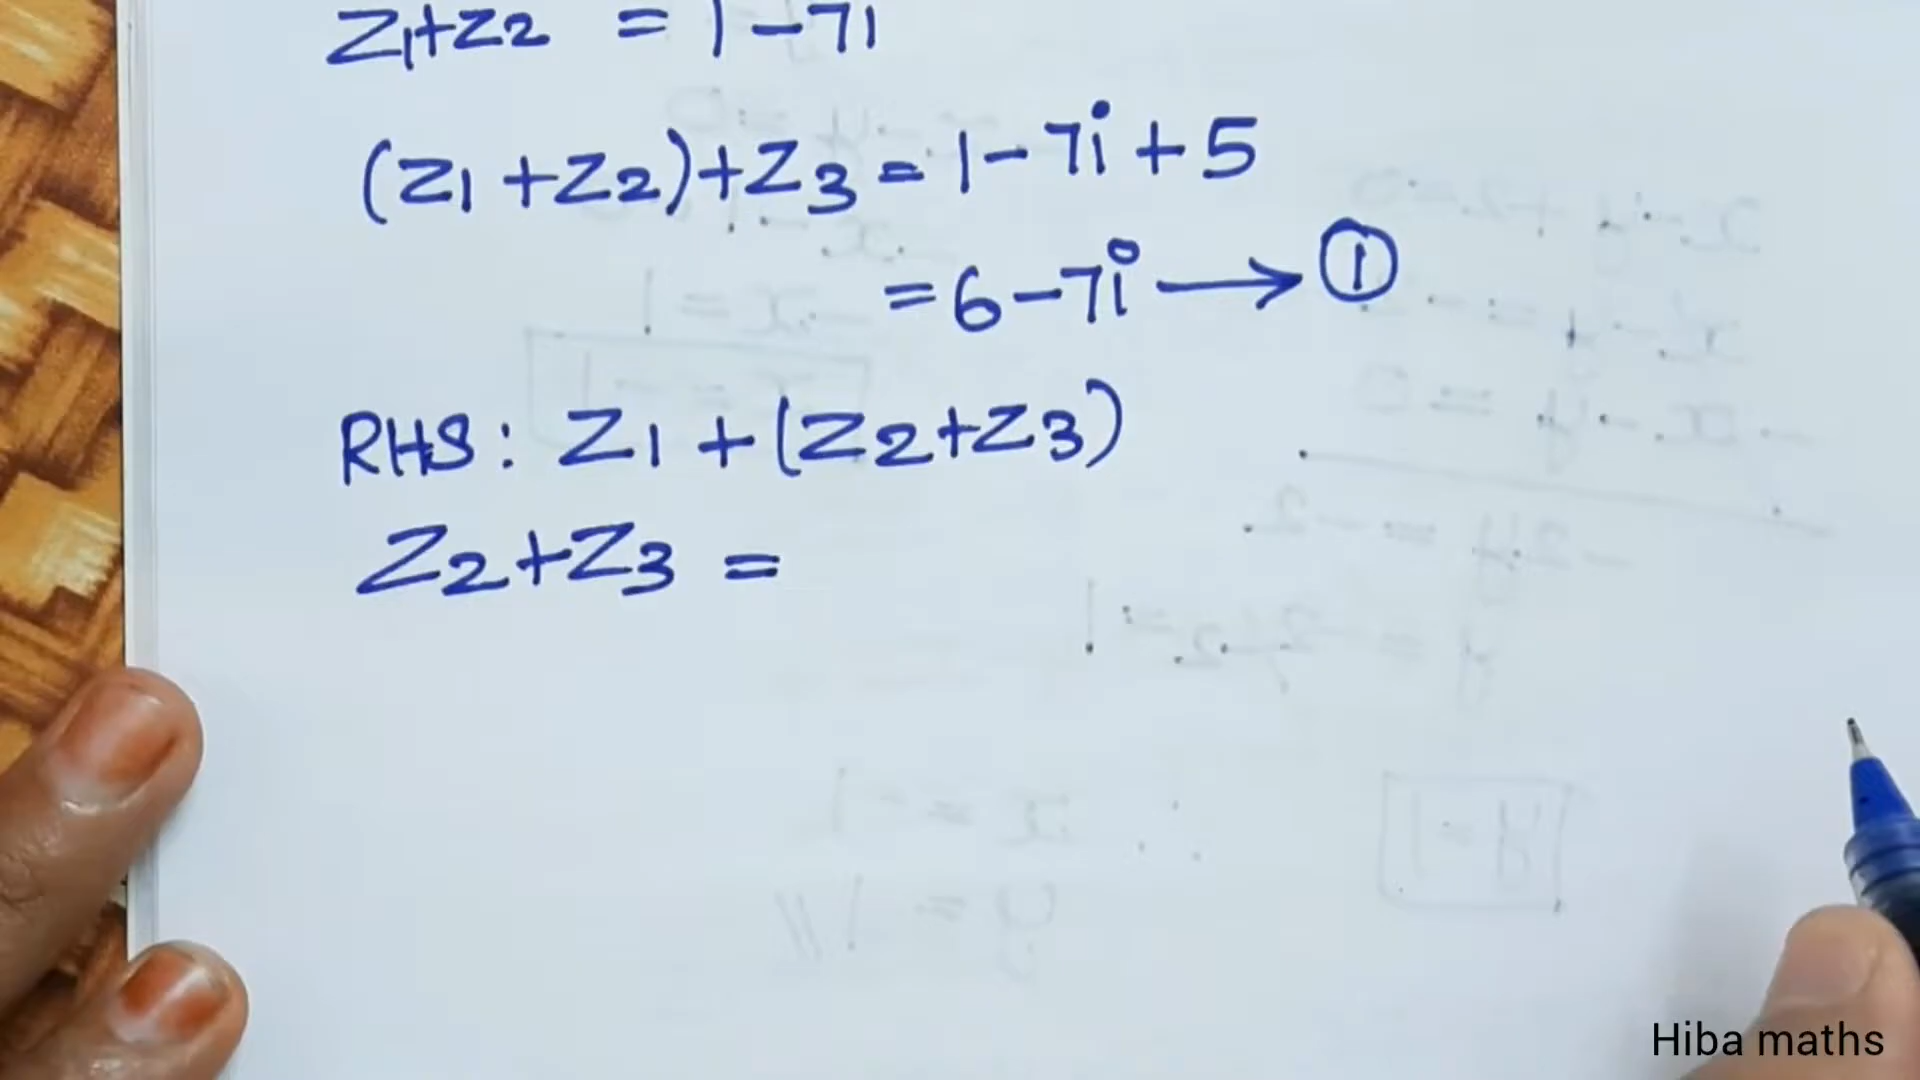 Z1+Z2 = 1-7i
(Z1+Z2)+Z3 = 1-7i+5
= 6-7i → ①
RHS: Z1+(Z2+Z3)
Z2+Z3 =
Hiba maths